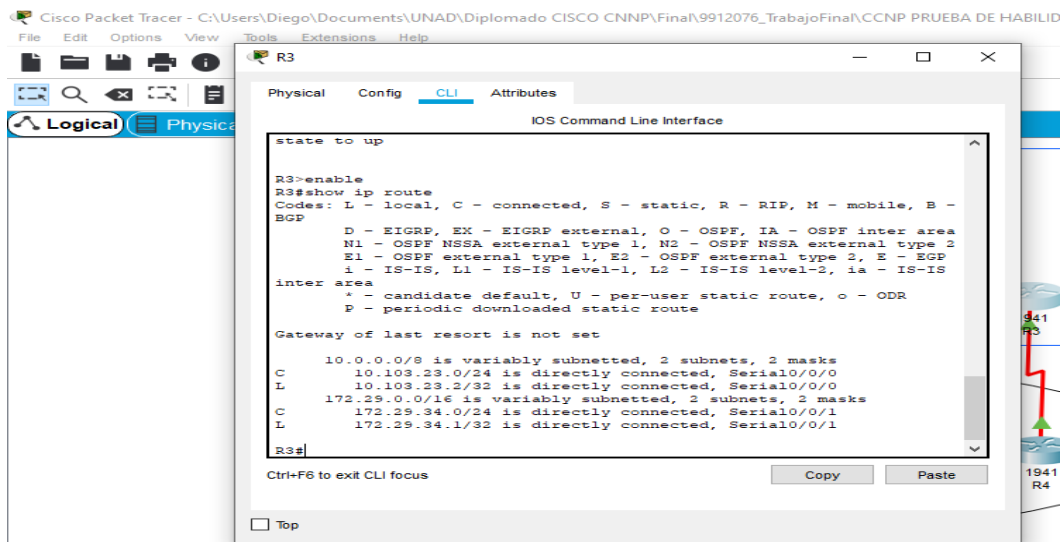 Cisco Packet Tracer - C:\Users\Diego\Documents\UNAD\Diplomado CISCO CNNP\Final\9912076_TrabajoFinal\CCNP PRUEBA DE HABILID
File Edit Options View Tools Extensions Help
R3
Physical Config CLI Attributes
Logical Physica
IOS Command Line Interface
state to up
R3>enable
R3#show ip route
Codes: L - local, C - connected, S - static, R - RIP, M - mobile, B -
BGP
D - EIGRP, EX - EIGRP external, O - OSPF, IA - OSPF inter area
N1 - OSPF NSSA external type 1, N2 - OSPF NSSA external type 2
E1 - OSPF external type 1, E2 - OSPF external type 2, E - EGP
i - IS-IS, L1 - IS-IS level-1, L2 - IS-IS level-2, ia - IS-IS
inter area
* - candidate default, U - per-user static route, o - ODR
P - periodic downloaded static route
Gateway of last resort is not set
10.0.0.0/8 is variably subnetted, 2 subnets, 2 masks
C 10.103.23.0/24 is directly connected, Serial0/0/0
L 10.103.23.2/32 is directly connected, Serial0/0/0
172.29.0.0/16 is variably subnetted, 2 subnets, 2 masks
C 172.29.34.0/24 is directly connected, Serial0/0/1
L 172.29.34.1/32 is directly connected, Serial0/0/1
R3#
Ctrl+F6 to exit CLI focus
Copy Paste
Top
941
R3
1941
R4